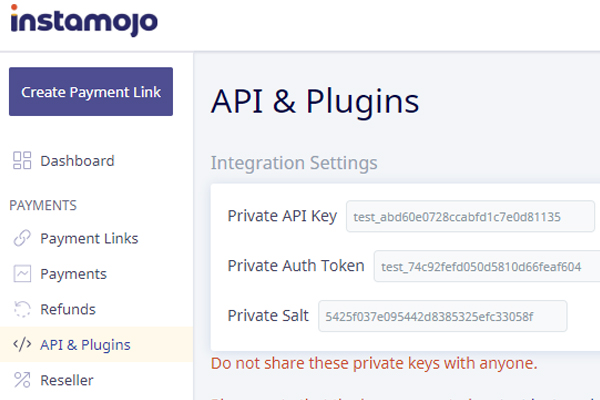 instamojo
Create Payment Link
API & Plugins
Dashboard
Integration Settings
PAYMENTS
Private API Key test_abd60e0728ccabfd1c7e0d81135
Payment Links
Private Auth Token test_74c92fefd050d5810d66feaf604
Payments
Refunds
Private Salt 5425f037e095442d8385325efc33058f
API & Plugins
Do not share these private keys with anyone.
Reseller